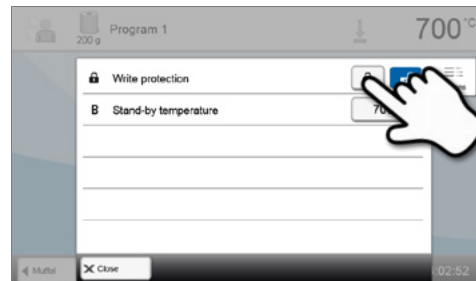 200 g Program 1 700 °C
Write protection
B Stand-by temperature
Muffel
Close
:02:52